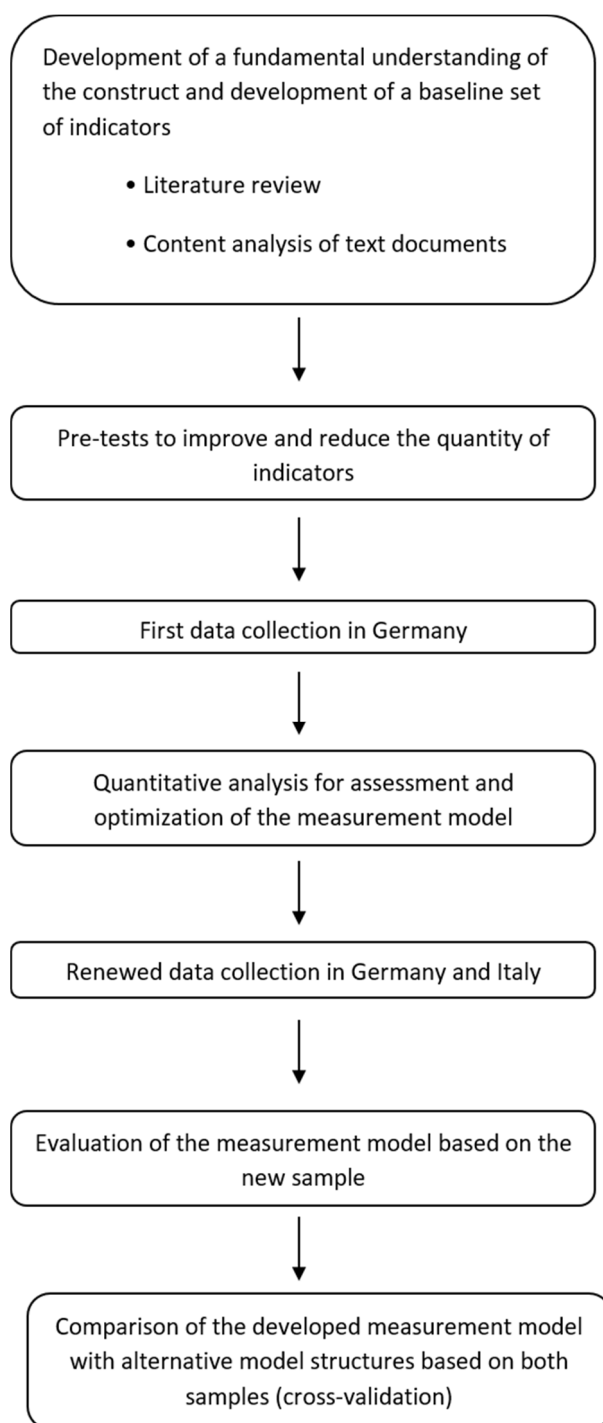 Development of a fundamental understanding of
the construct and development of a baseline set
of indicators
• Literature review
• Content analysis of text documents
Pre-tests to improve and reduce the quantity of
indicators
First data collection in Germany
Quantitative analysis for assessment and
optimization of the measurement model
Renewed data collection in Germany and Italy
Evaluation of the measurement model based on the
new sample
Comparison of the developed measurement model
with alternative model structures based on both
samples (cross-validation)